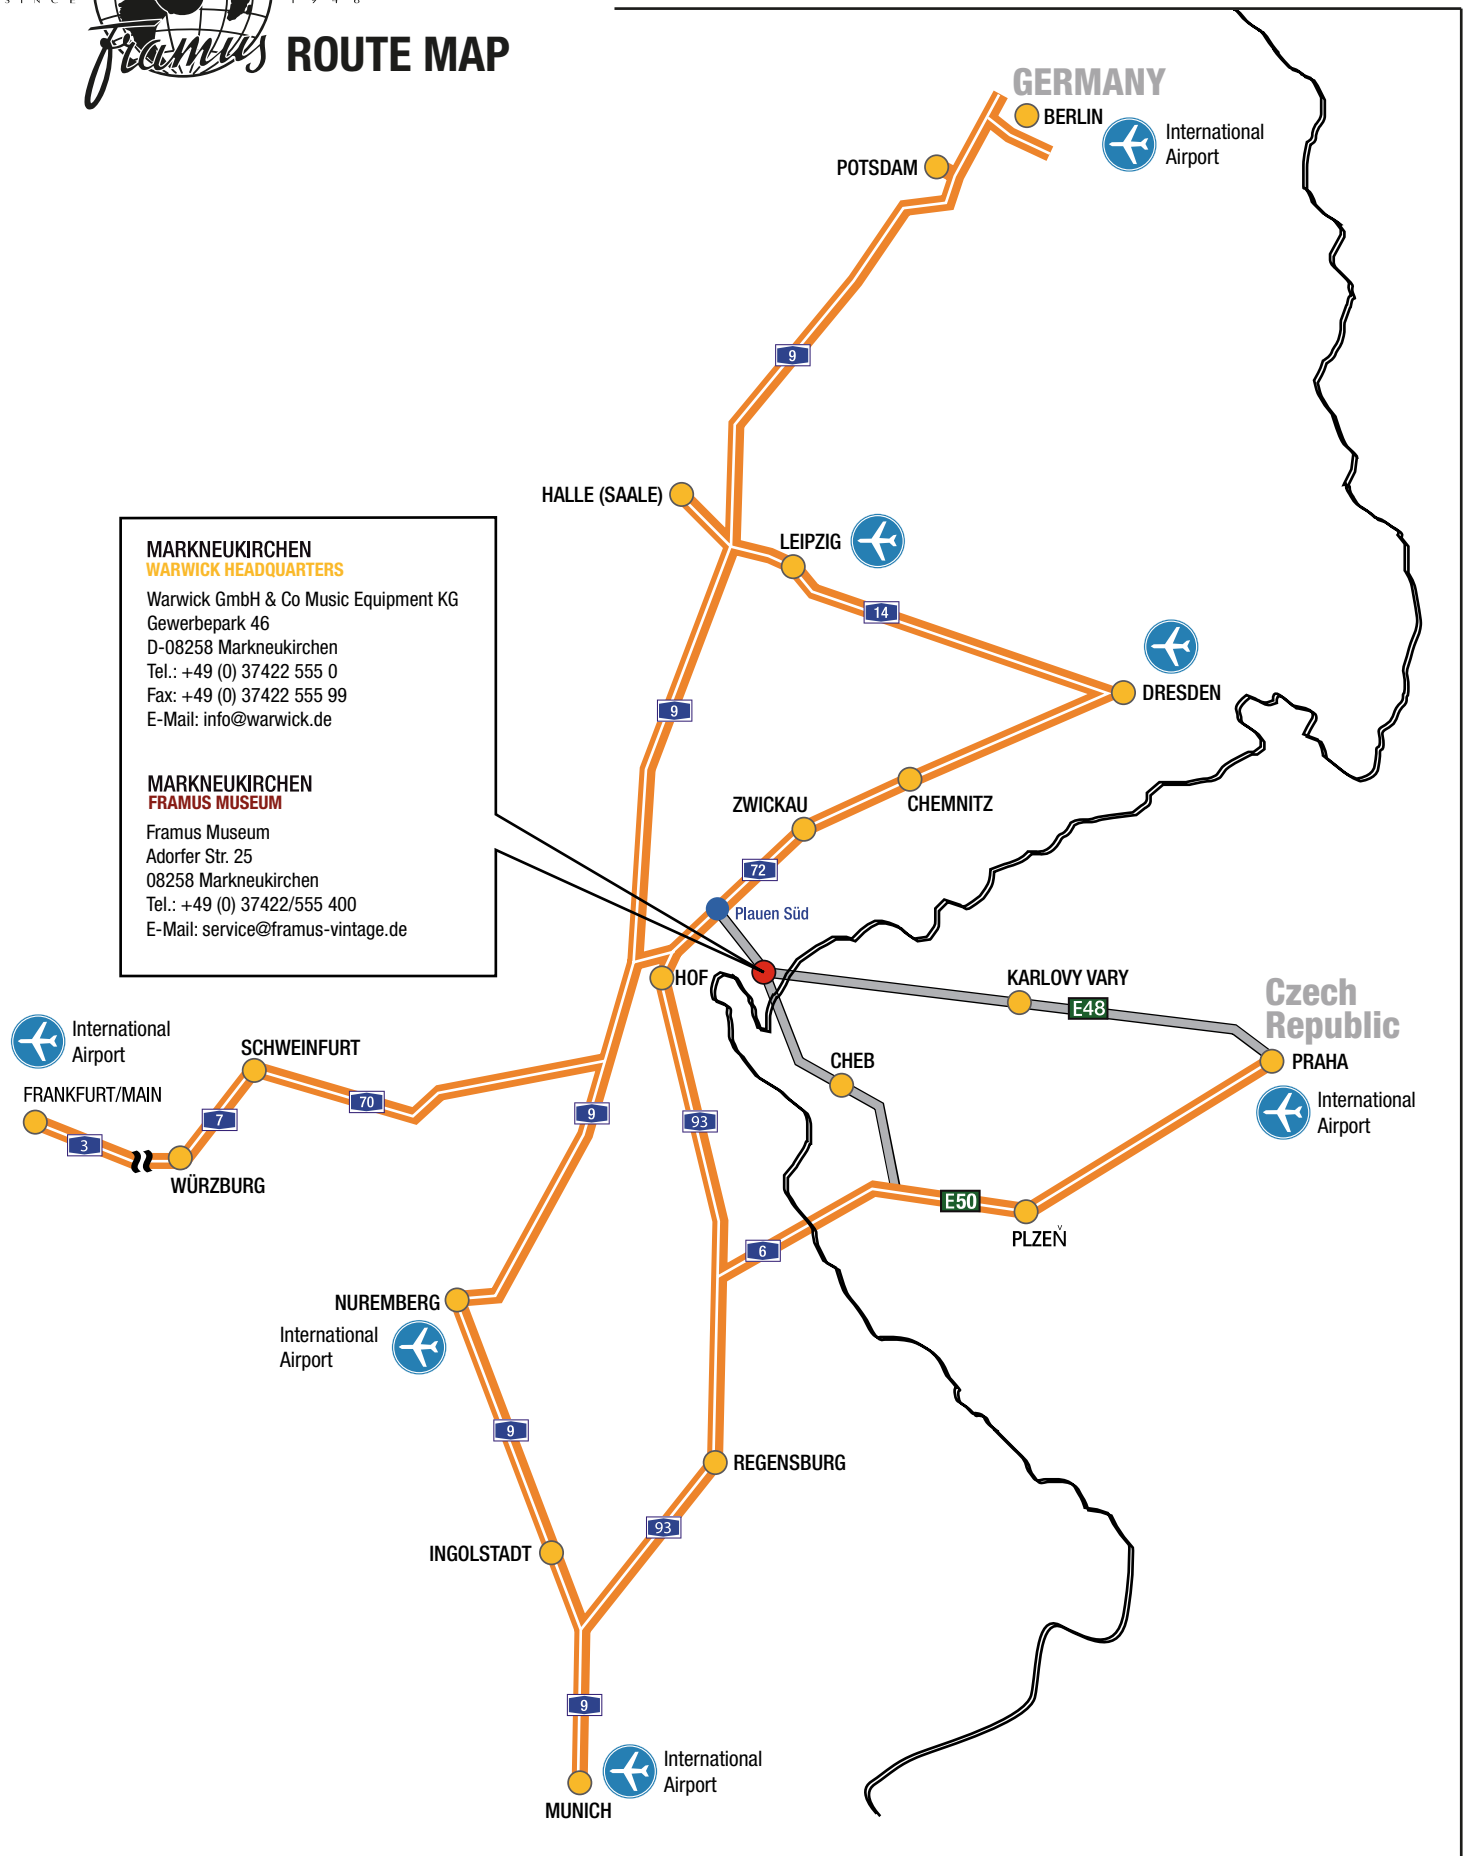 SINCE 1946
framus ROUTE MAP
GERMANY
BERLIN
International
Airport
POTSDAM
9
HALLE (SAALE)
LEIPZIG
14
MARKNEUKIRCHEN
WARWICK HEADQUARTERS
Warwick GmbH & Co Music Equipment KG
Gewerbepark 46
D-08258 Markneukirchen
Tel.: +49 (0) 37422 555 0
Fax: +49 (0) 37422 555 99
E-Mail: info@warwick.de
MARKNEUKIRCHEN
FRAMUS MUSEUM
Framus Museum
Adorfer Str. 25
08258 Markneukirchen
Tel.: +49 (0) 37422/555 400
E-Mail: service@framus-vintage.de
9
DRESDEN
ZWICKAU
CHEMNITZ
72
Plauen Süd
HOF
KARLOVY VARY
E48
Czech
Republic
PRAHA
International
Airport
International
Airport
SCHWEINFURT
FRANKFURT/MAIN
70
7
3
WÜRZBURG
9
93
CHEB
E50
PLZEŇ
6
NUREMBERG
International
Airport
9
REGENSBURG
93
INGOLSTADT
9
International
Airport
MUNICH